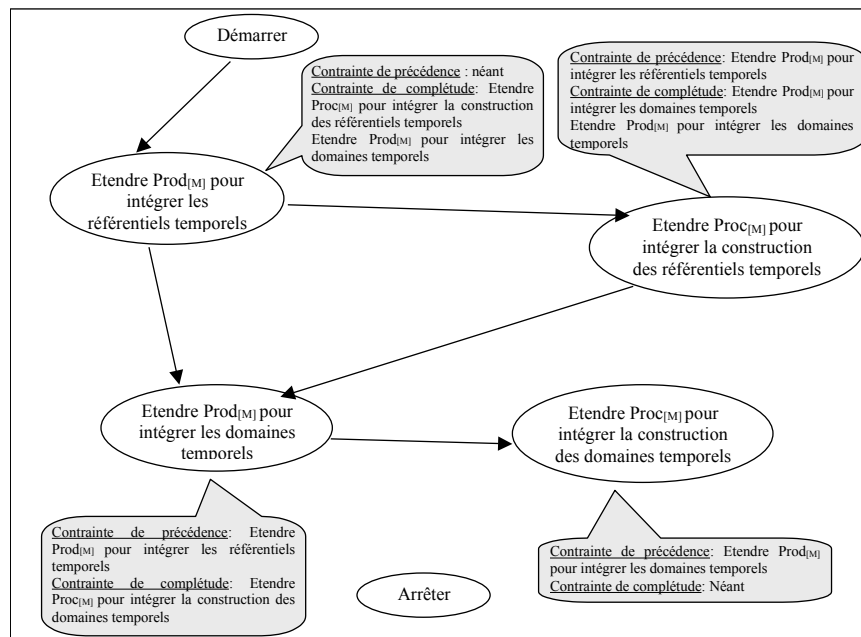 Démarrer
Contrainte de précédence : néant
Contrainte de complétude: Etendre
Proc[M] pour intégrer la construction
des référentiels temporels
Etendre Prod[M] pour intégrer les
domaines temporels
Contrainte de précédence: Etendre Prod[M] pour
intégrer les référentiels temporels
Contrainte de complétude: Etendre Prod[M] pour
intégrer les domaines temporels
Etendre Prod[M] pour intégrer les domaines
temporels
Etendre Prod[M] pour
intégrer les
référentiels temporels
Etendre Proc[M] pour
intégrer la construction
des référentiels temporels
Etendre Prod[M] pour
intégrer les domaines
temporels
Etendre Proc[M] pour
intégrer la construction
des domaines temporels
Contrainte de précédence: Etendre
Prod[M] pour intégrer les référentiels
temporels
Contrainte de complétude: Etendre
Proc[M] pour intégrer la construction des
domaines temporels
Contrainte de précédence: Etendre Prod[M]
pour intégrer les domaines temporels
Contrainte de complétude: Néant
Arrêter